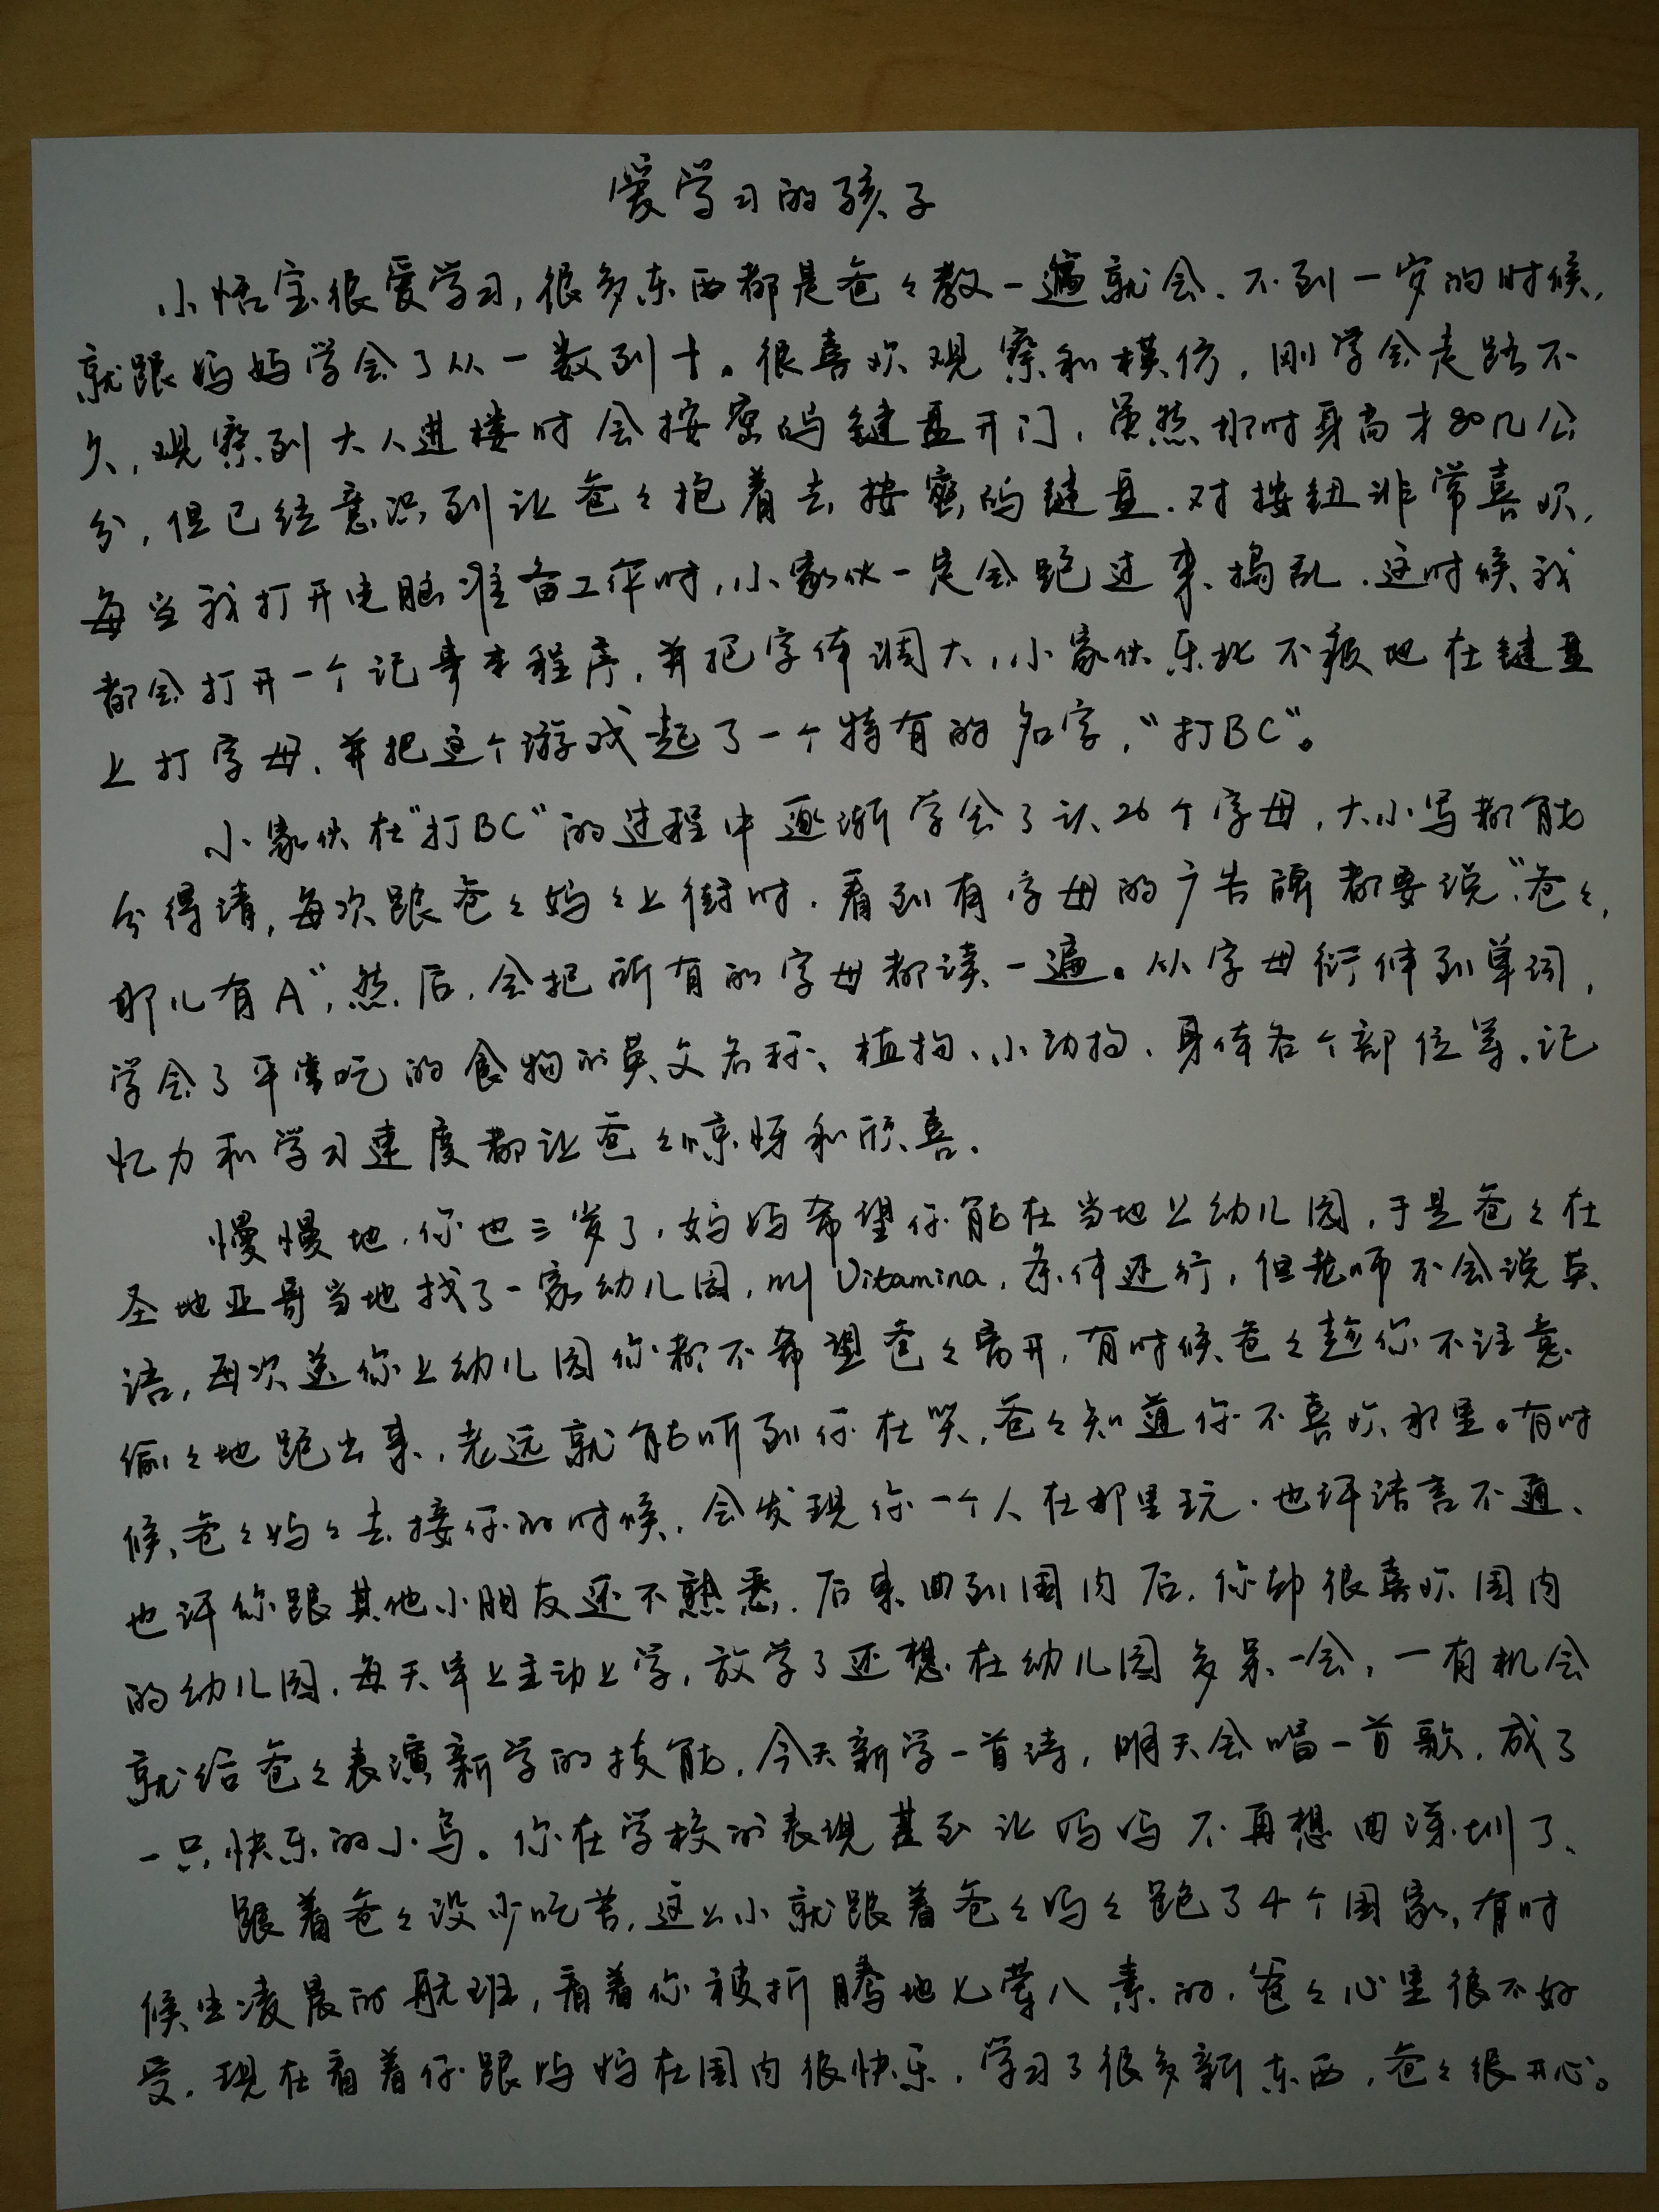 爱学习的孩子
小悟宝很爱学习,很多东西都是爸々教一遍就会、不到一岁的时候,
就跟妈妈学会了从一数到十。很喜欢观察和模仿,刚学会走路不
久,观察到大人进楼时会按密码键盘开门,虽然那时身高才80几公
分,但已经意识到让爸々抱着去按密码键盘.对按钮非常喜欢,
每当我打开电脑准备工作时,小家伙一定会跑过来捣乱.这时候我
都会打开一个记事本程序,并把字体调大,小家伙乐此不疲地在键盘
上打字母,并把这个游戏起了一个特有的名字,“打BC”。
小家伙在“打BC”的过程中逐渐学会了认26个字母,大小写都能
分得清,每次跟爸々妈々上街时.看到有字母的广告牌都要说“爸々,
那儿有A”,然后,会把所有的字母都读一遍。从字母衍伸到单词,
学会了平常吃的食物的英文名称、植物、小动物、身体各个部位等.记
忆力和学习速度都让爸々惊讶和欣喜.
慢慢地,你也三岁了,妈妈希望你能在当地上幼儿园,于是爸々在
圣地亚哥当地找了一家幼儿园,叫Vitamina,条件还行,但老师不会说英
语,每次送你上幼儿园你都不希望爸々离开,有时候爸々趁你不注意
偷々地跑出来,老远就能听到你在哭,爸々知道你不喜欢那里。有时
候,爸々妈々去接你的时候,会发现你一个人在那里玩.也许语言不通、
也许你跟其他小朋友还不熟悉.后来回到国内后,你却很喜欢国内
的幼儿园,每天早上主动上学,放学了还想在幼儿园多呆一会,一有机会
就给爸々表演新学的技能,今天新学一首诗,明天会唱一首歌,成了
一只快乐的小鸟。你在学校的表现甚至让妈妈不再想回深圳了、
跟着爸々没少吃苦,这么小就跟着爸々妈々跑了4个国家,有时
候坐凌晨的航班,看着你被折腾地七荤八素的,爸々心里很不好
受,现在看着你跟妈妈在国内很快乐,学习了很多新东西,爸々很开心。